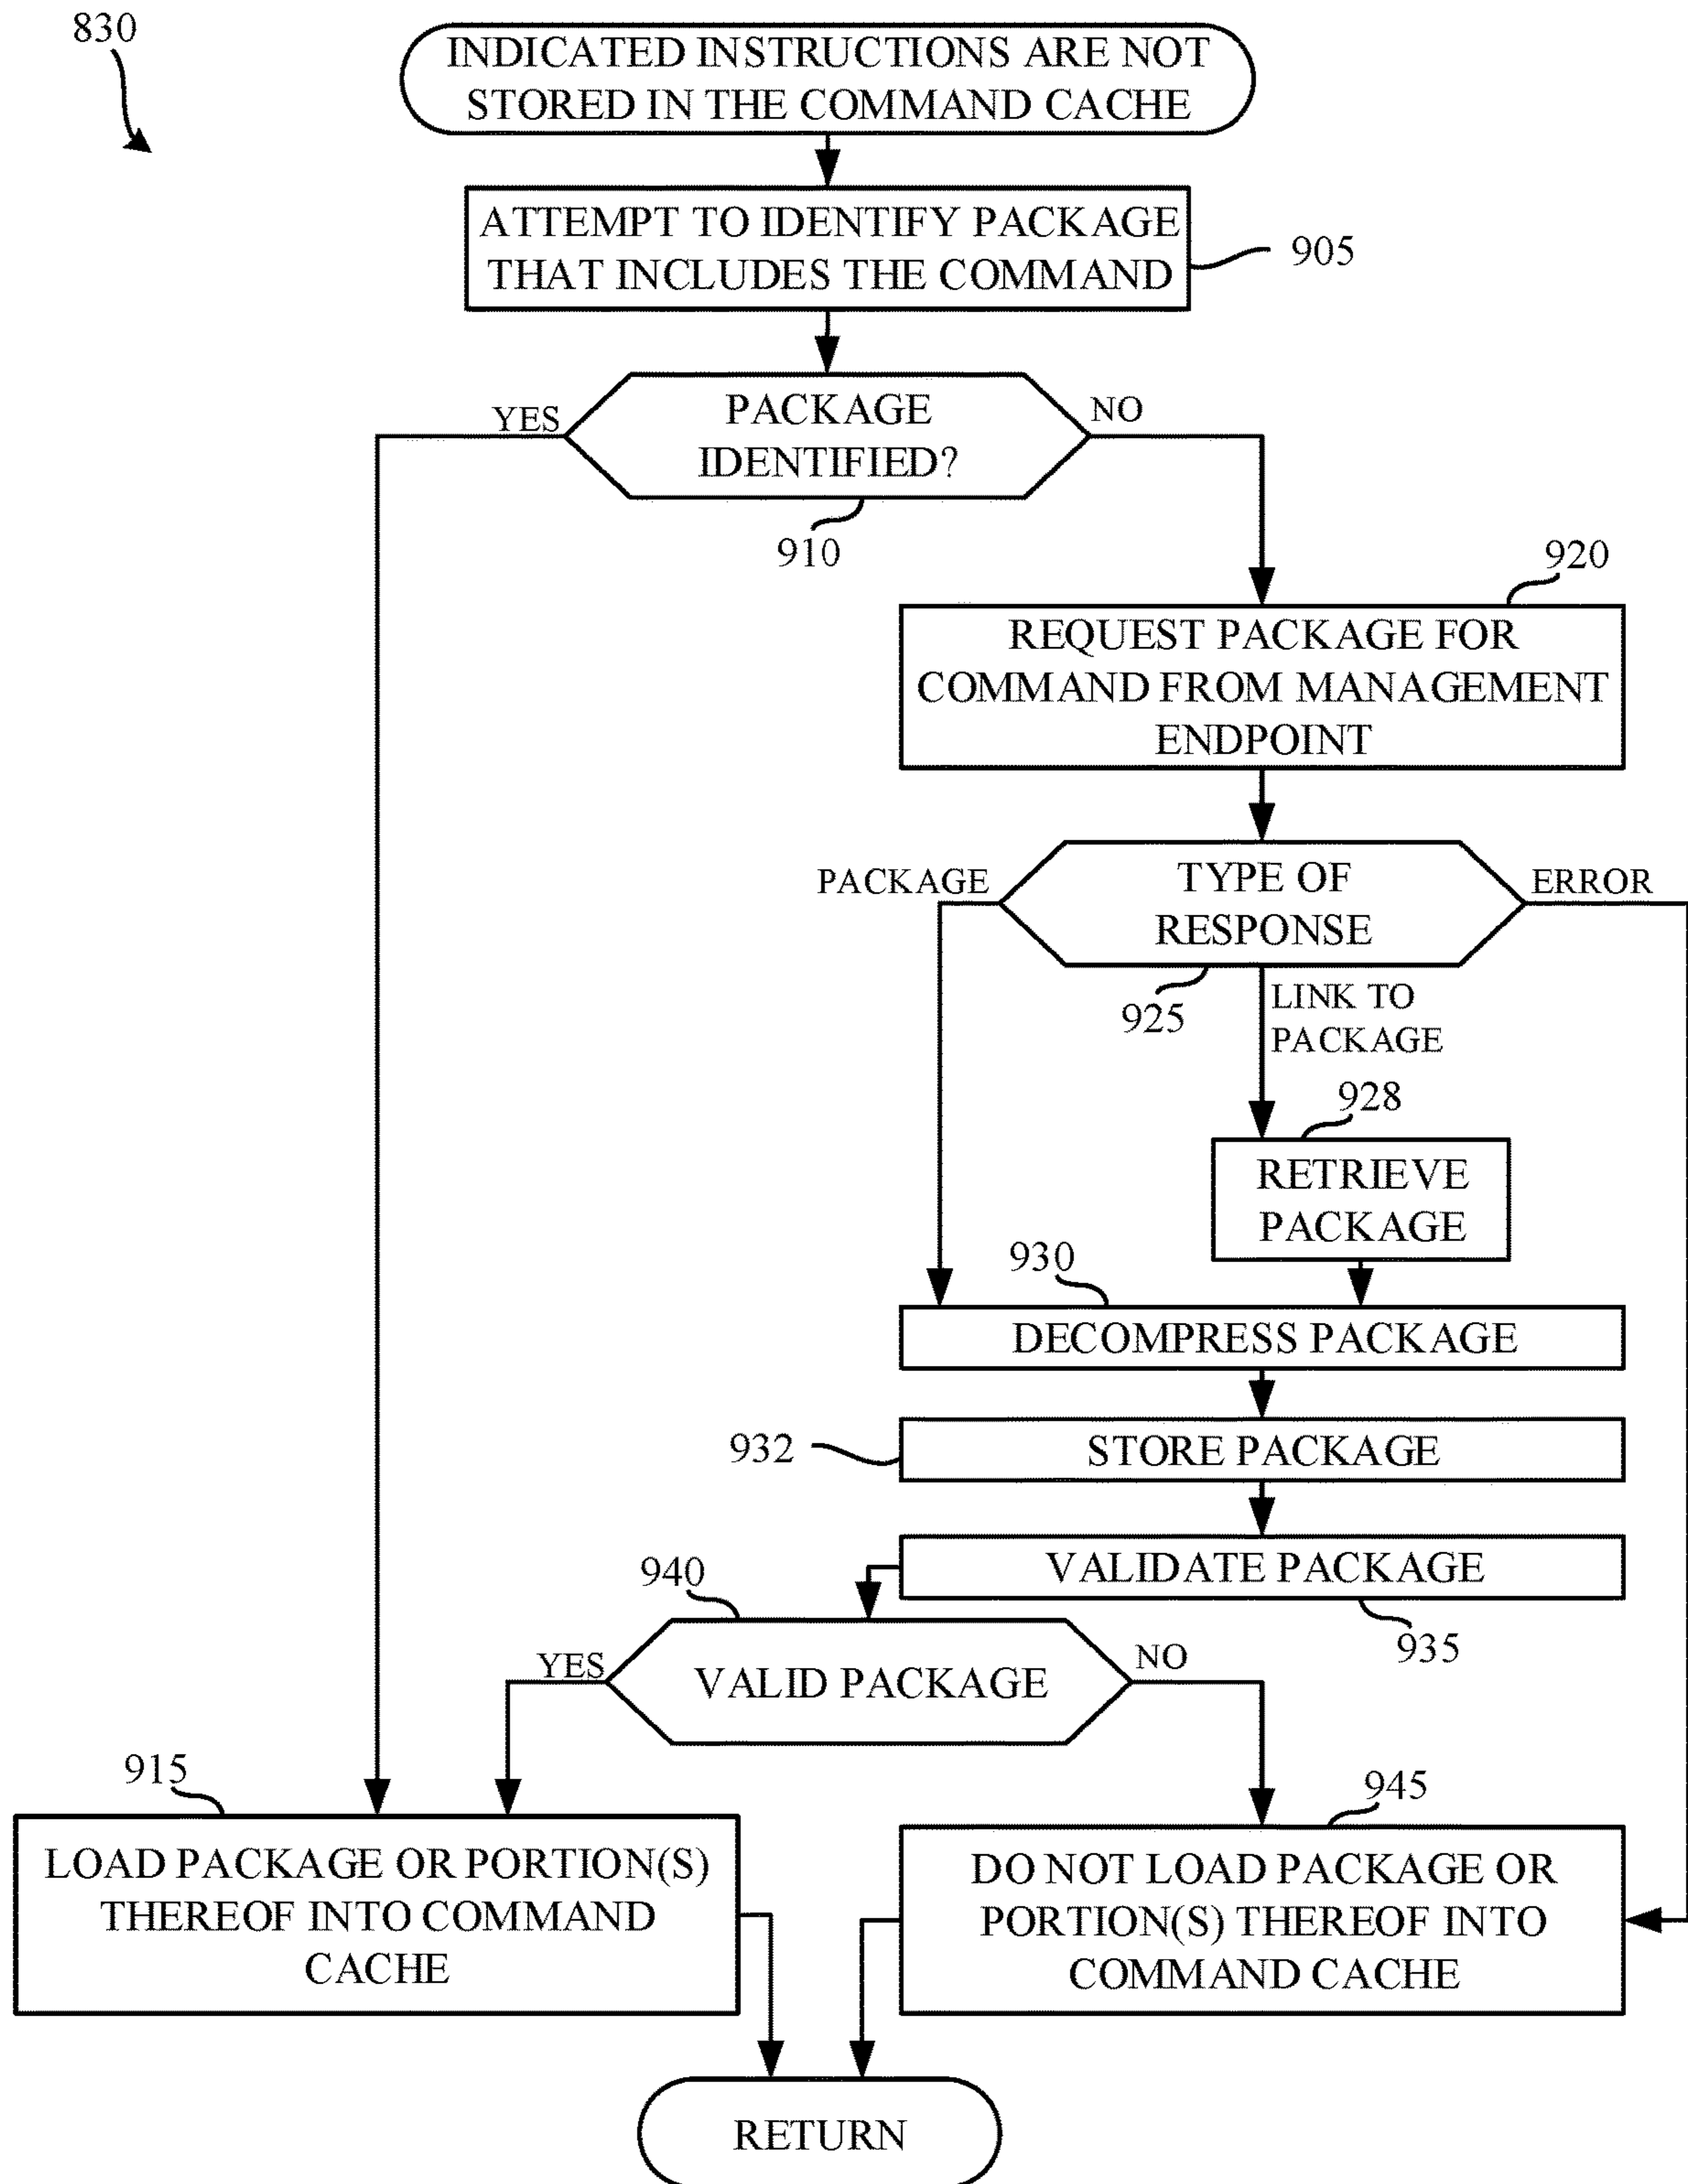 830
INDICATED INSTRUCTIONS ARE NOT
STORED IN THE COMMAND CACHE
ATTEMPT TO IDENTIFY PACKAGE
THAT INCLUDES THE COMMAND
905
YES
PACKAGE
IDENTIFIED?
NO
910
920
REQUEST PACKAGE FOR
COMMAND FROM MANAGEMENT
ENDPOINT
PACKAGE
TYPE OF
RESPONSE
ERROR
925
LINK TO
PACKAGE
928
RETRIEVE
PACKAGE
930
DECOMPRESS PACKAGE
932
STORE PACKAGE
VALIDATE PACKAGE
935
940
YES
VALID PACKAGE
NO
915
LOAD PACKAGE OR PORTION(S)
THEREOF INTO COMMAND
CACHE
945
DO NOT LOAD PACKAGE OR
PORTION(S) THEREOF INTO
COMMAND CACHE
RETURN